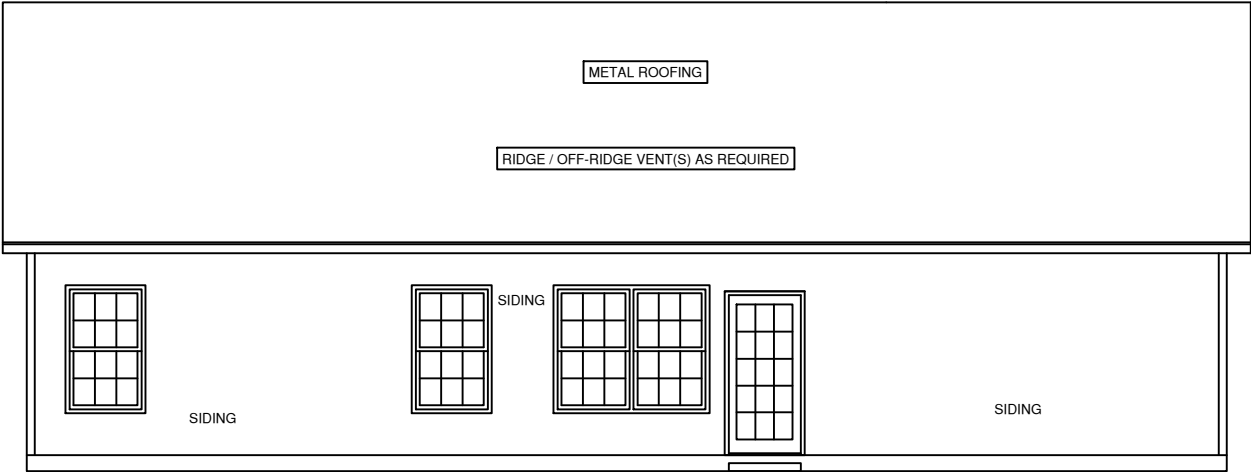 METAL ROOFING
RIDGE / OFF-RIDGE VENT(S) AS REQUIRED
SIDING
SIDING
SIDING